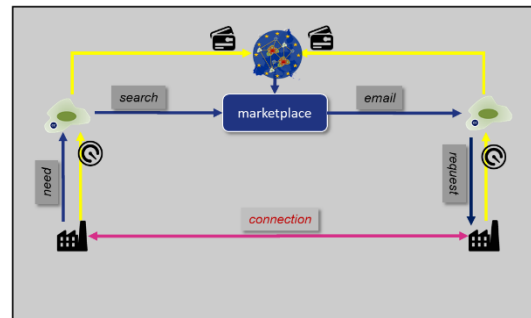 search
marketplace
email
need
request
connection